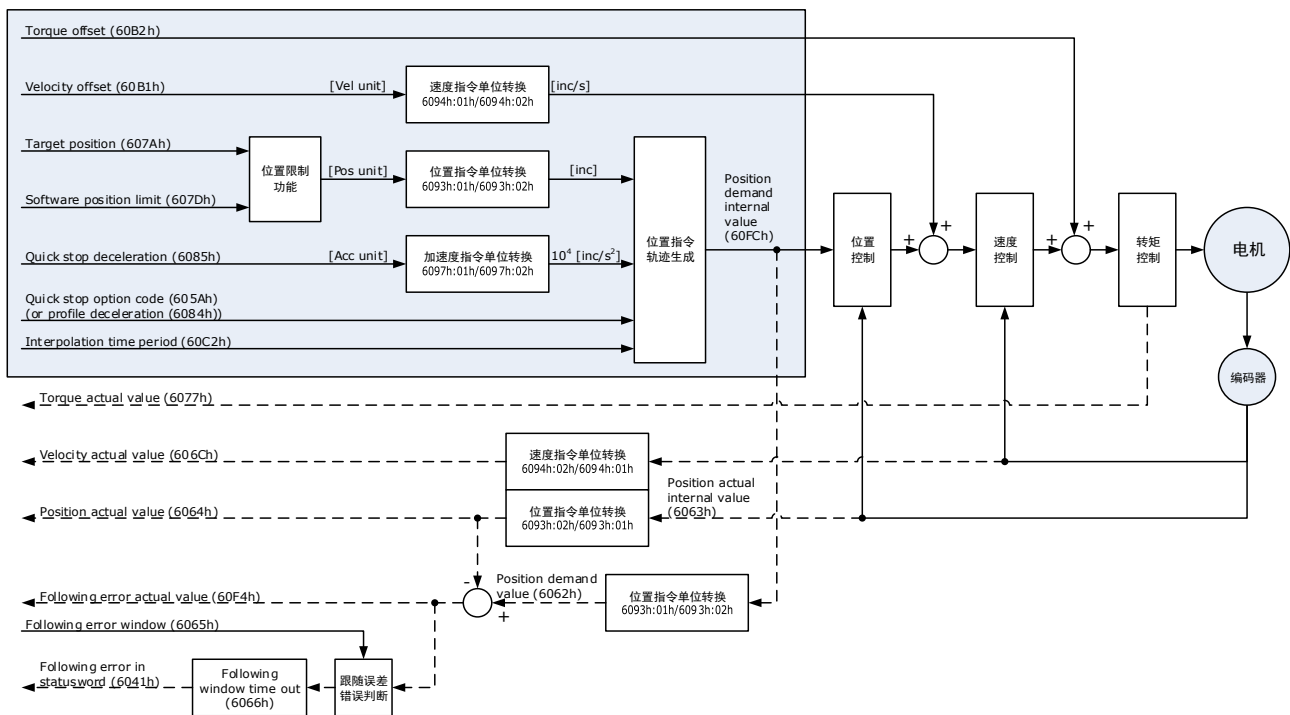 Torque offset (60B2h)
Velocity offset (60B1h)
[Vel unit]
速度指令单位转换
6094h:01h/6094h:02h
[inc/s]
Target position (607Ah)
Software position limit (607Dh)
位置限制
功能
[Pos unit]
位置指令单位转换
6093h:01h/6093h:02h
[inc]
Quick stop deceleration (6085h)
[Acc unit]
加速度指令单位转换
6097h:01h/6097h:02h
10⁴ [inc/s²]
Quick stop option code (605Ah)
(or profile deceleration (6084h))
Interpolation time period (60C2h)
位置指令
轨迹生成
Position
demand
internal
value
(60FCh)
位置
控制
+
+
速度
控制
+
+
转矩
控制
电机
编码器
Torque actual value (6077h)
Velocity actual value (606Ch)
速度指令单位转换
6094h:02h/6094h:01h
Position actual value (6064h)
位置指令单位转换
6093h:02h/6093h:01h
Position actual
internal value
(6063h)
Following error actual value (60F4h)
-
+
Position demand
value (6062h)
位置指令单位转换
6093h:01h/6093h:02h
Following error window (6065h)
Following error in
statusword (6041h)
Following
window time out
(6066h)
跟随误差
错误判断